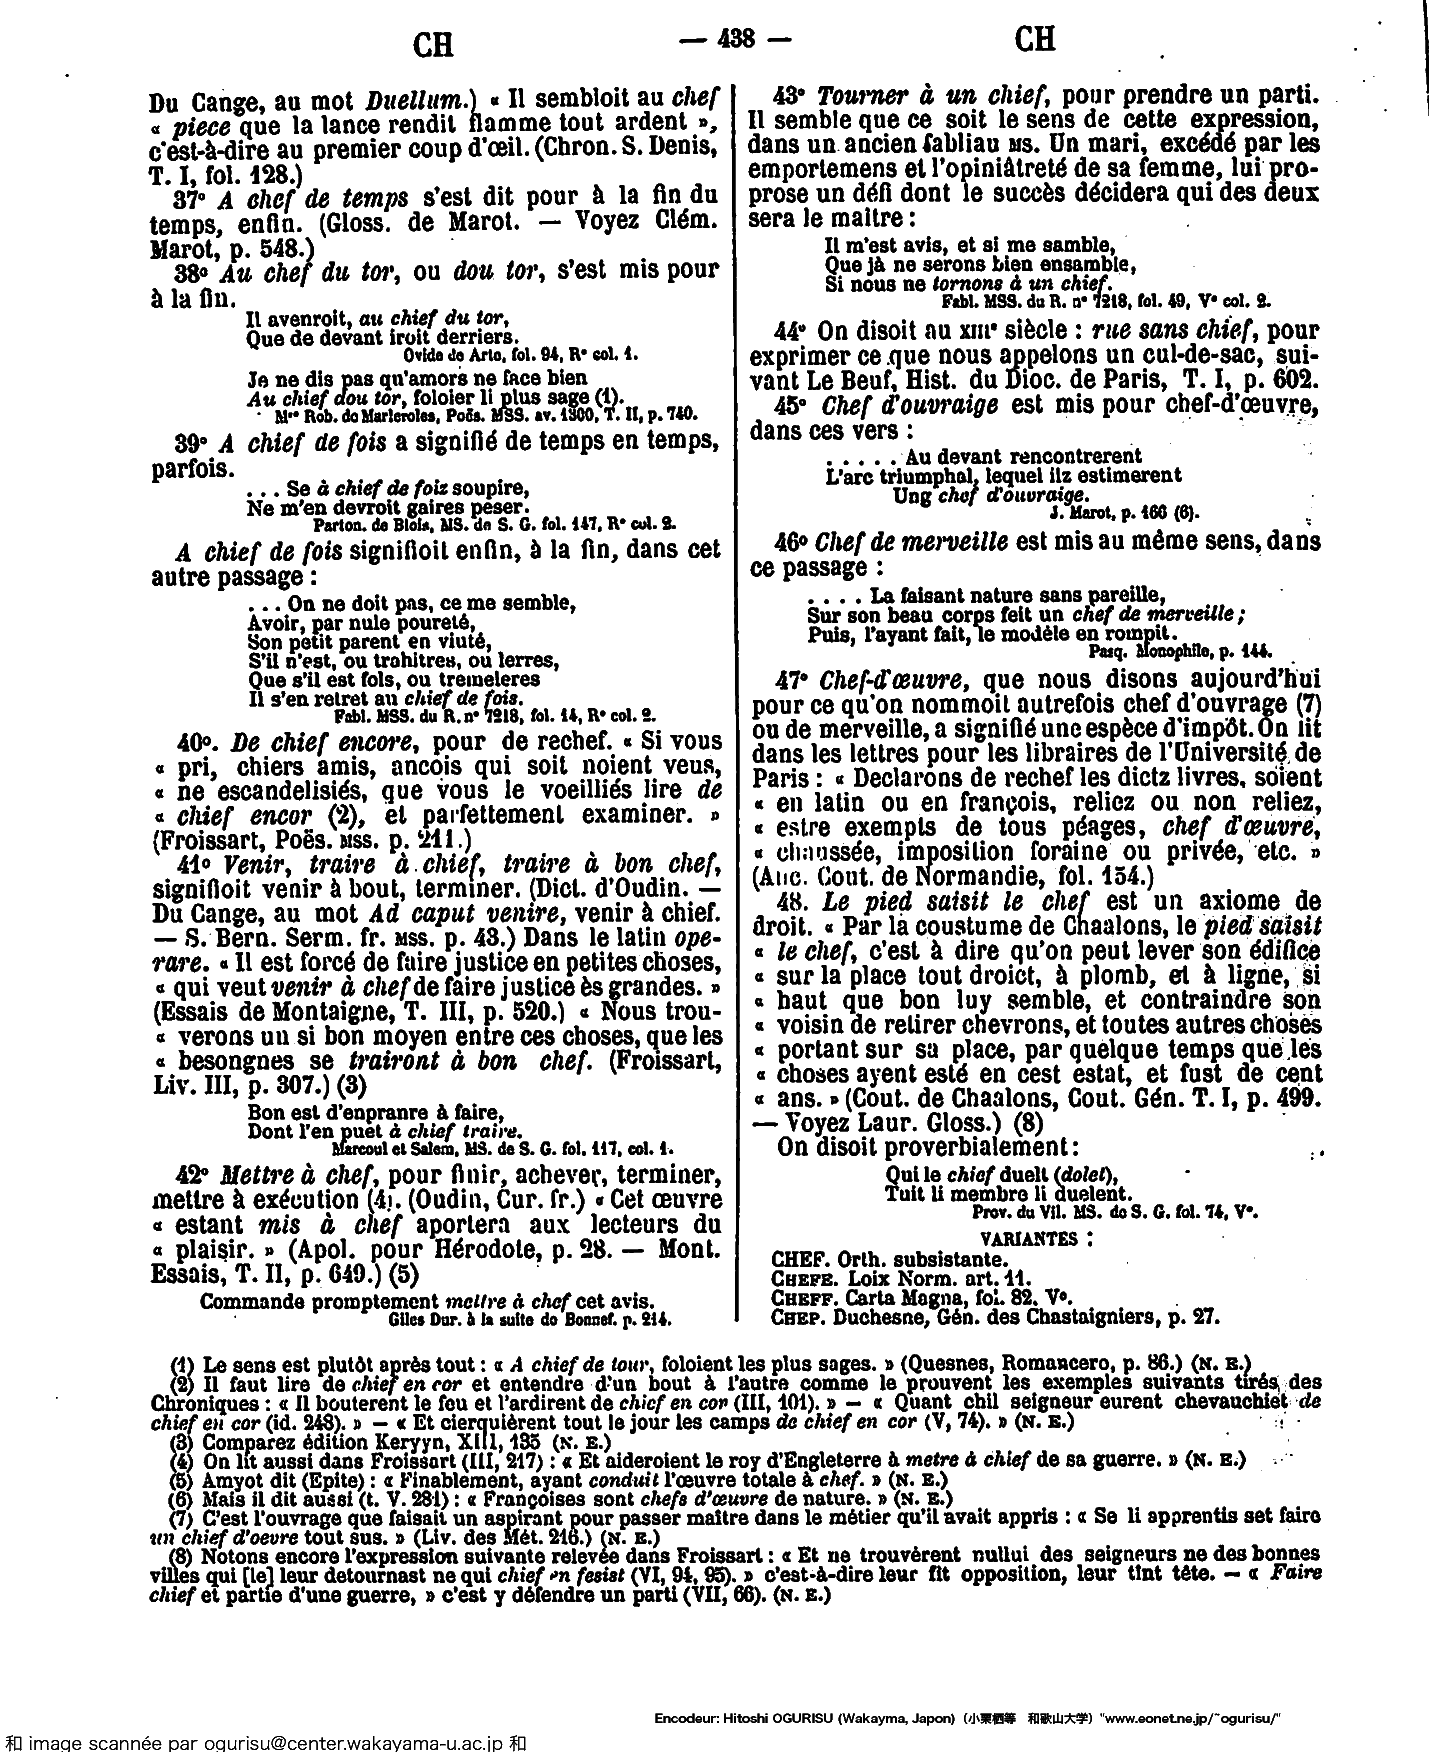 CH
— 438 —
CH
Du Cange, au mot Duellum.) « Il sembloit au chef
« piece que la lance rendit flamme tout ardent »,
c'est-à-dire au premier coup d'œil. (Chron. S. Denis,
T. I, fol. 128.)
37° A chef de temps s'est dit pour à la fin du
temps, enfin. (Gloss. de Marot. — Voyez Clém.
Marot, p. 548.)
38° Au chef du tor, ou dou tor, s'est mis pour
à la fin.
Il avenroit, au chief du tor,
Que de devant iroit derriers.
Ovide de Arte, fol. 94, R° col. 1.
Je ne dis pas qu'amors ne face bien
Au chief dou tor, foloier li plus sage (1).
Mre Rob. de Marleroles, Poës. MSS. av. 1300, T. II, p. 740.
39° A chief de fois a signifié de temps en temps,
parfois.
. . . Se à chief de foiz soupire,
Ne m'en devroit gaires peser.
Parton. de Blois, MS. de S. G. fol. 147, R° col. 2.
A chief de fois signifioit enfin, à la fin, dans cet
autre passage :
. . . On ne doit pas, ce me semble,
Avoir, par nule poureté,
Son petit parent en viuté,
S'il n'est, ou trahitres, ou lerres,
Que s'il est fols, ou tremeleres
Il s'en retret au chief de fois.
Fabl. MSS. du R. n° 7218, fol. 14, R° col. 2.
40°. De chief encore, pour de rechef. « Si vous
« pri, chiers amis, ancois qui soit noient veus,
« ne escandelisiés, que vous le voeilliés lire de
« chief encor (2), et parfettement examiner. »
(Froissart, Poës. MSS. p. 211.)
41° Venir, traire à chief, traire à bon chef,
signifioit venir à bout, terminer. (Dict. d'Oudin. —
Du Cange, au mot Ad caput venire, venir à chief.
— S. Bern. Serm. fr. MSS. p. 43.) Dans le latin ope-
rare. « Il est forcé de faire justice en petites choses,
« qui veut venir à chef de faire justice ès grandes. »
(Essais de Montaigne, T. III, p. 520.) « Nous trou-
« verons un si bon moyen entre ces choses, que les
« besongnes se trairont à bon chef. (Froissart,
Liv. III, p. 307.) (3)
Bon est d'enpranre à faire,
Dont l'en puet à chief traire.
Marcoul et Salem, MS. de S. G. fol. 117, col. 1.
42° Mettre à chef, pour finir, achever, terminer,
mettre à exécution (4). (Oudin, Cur. fr.) « Cet œuvre
« estant mis à chef aportera aux lecteurs du
« plaisir. » (Apol. pour Hérodote, p. 28. — Mont.
Essais, T. II, p. 649.) (5)
Commande promptement mettre à chef cet avis.
Giles Dur. à la suite de Bonnef. p. 214.
43° Tourner à un chief, pour prendre un parti.
Il semble que ce soit le sens de cette expression,
dans un ancien fabliau MS. Un mari, excédé par les
emportemens et l'opiniâtreté de sa femme, lui pro-
prose un défi dont le succès décidera qui des deux
sera le maître :
Il m'est avis, et si me samble,
Que jà ne serons bien ensamble,
Si nous ne tornons à un chief.
Fabl. MSS. du R. n° 7218, fol. 49, V° col. 2.
44° On disoit au XIIIe siècle : rue sans chief, pour
exprimer ce que nous appelons un cul-de-sac, sui-
vant Le Beuf, Hist. du Dioc. de Paris, T. I, p. 602.
45° Chef d'ouvraige est mis pour chef-d'œuvre,
dans ces vers :
. . . . . Au devant rencontrerent
L'arc triumphal, lequel ilz estimerent
Ung chef d'ouvraige.
J. Marot, p. 166 (6).
46° Chef de merveille est mis au même sens, dans
ce passage :
. . . . La faisant nature sans pareille,
Sur son beau corps feit un chef de merveille ;
Puis, l'ayant fait, le modèle en rompit.
Pasq. Monophile, p. 144.
47° Chef-d'œuvre, que nous disons aujourd'hui
pour ce qu'on nommoit autrefois chef d'ouvrage (7)
ou de merveille, a signifié une espèce d'impôt. On lit
dans les lettres pour les libraires de l'Université de
Paris : « Declarons de rechef les dictz livres, soient
« en latin ou en françois, reliez ou non reliez,
« estre exempts de tous péages, chef d'œuvre,
« chaussée, imposition foraine ou privée, etc. »
(Anc. Cout. de Normandie, fol. 154.)
48. Le pied saisit le chef est un axiome de
droit. « Par la coustume de Chaalons, le pied saisit
« le chef, c'est à dire qu'on peut lever son édifice
« sur la place tout droict, à plomb, et à ligne, si
« haut que bon luy semble, et contraindre son
« voisin de retirer chevrons, et toutes autres choses
« portant sur sa place, par quelque temps que les
« choses ayent esté en cest estat, et fust de cent
« ans. » (Cout. de Chaalons, Cout. Gén. T. I, p. 499.
— Voyez Laur. Gloss.) (8)
On disoit proverbialement :
Qui le chief duelt (dolet),
Tuit li membre li duelent.
Prov. du Vil. MS. de S. G. fol. 74, V°.
VARIANTES :
CHEF. Orth. subsistante.
CHEFE. Loix Norm. art. 11.
CHEFF. Carta Magna, fol. 82, V°.
CHEP. Duchesne, Gén. des Chastaigniers, p. 27.
(1) Le sens est plutôt après tout : « A chief de tour, foloient les plus sages. » (Quesnes, Romancero, p. 86.) (N. E.)
(2) Il faut lire de chief en cor et entendre d'un bout à l'autre comme le prouvent les exemples suivants tirés des
Chroniques : « Il bouterent le feu et l'ardirent de chief en cor (III, 101). » — « Quant chil seigneur eurent chevauchiet de
chief en cor (id. 248). » — « Et cierquièrent tout le jour les camps de chief en cor (V, 74). » (N. E.)
(3) Comparez édition Keryyn, XIII, 135 (N. E.)
(4) On lit aussi dans Froissart (III, 217) : « Et aideroient le roy d'Engleterre à metre à chief de sa guerre. » (N. E.)
(5) Amyot dit (Epite) : « Finablement, ayant conduit l'œuvre totale à chef. » (N. E.)
(6) Mais il dit aussi (t. V. 281) : « Françoises sont chefs d'œuvre de nature. » (N. E.)
(7) C'est l'ouvrage que faisait un aspirant pour passer maître dans le métier qu'il avait appris : « Se li apprentis set faire
un chief d'oevre tout sus. » (Liv. des Mét. 216.) (N. E.)
(8) Notons encore l'expression suivante relevée dans Froissart : « Et ne trouvèrent nullui des seigneurs ne des bonnes
villes qui [le] leur detournast ne qui chief en fesist (VI, 94, 95). » c'est-à-dire leur fit opposition, leur tînt tête. — « Faire
chief et partie d'une guerre, » c'est y défendre un parti (VII, 66). (N. E.)
Encodeur: Hitoshi OGURISU (Wakayma, Japon) (小栗栖等 和歌山大学) "www.eonet.ne.jp/~ogurisu/"
和 image scannée par ogurisu@center.wakayama-u.ac.jp 和